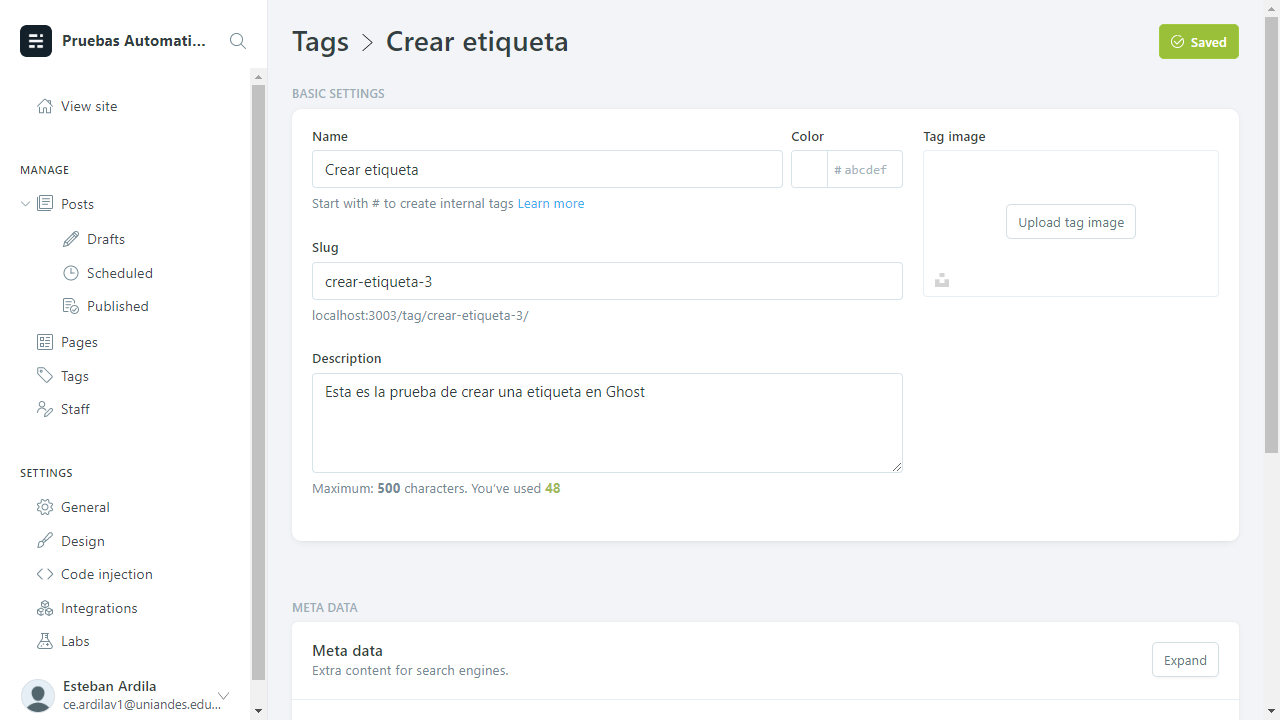 Pruebas Automati...
View site
MANAGE
Posts
Drafts
Scheduled
Published
Pages
Tags
Staff
SETTINGS
General
Design
Code injection
Integrations
Labs
Esteban Ardila
ce.ardilav1@uniandes.edu...
Tags > Crear etiqueta
Saved
BASIC SETTINGS
Name
Crear etiqueta
Start with # to create internal tags Learn more
Color
# abcdef
Slug
crear-etiqueta-3
localhost:3003/tag/crear-etiqueta-3/
Description
Esta es la prueba de crear una etiqueta en Ghost
Maximum: 500 characters. You've used 48
Tag image
Upload tag image
META DATA
Meta data
Extra content for search engines.
Expand